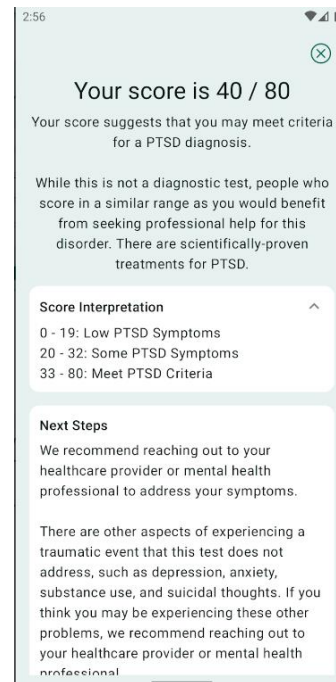 2:56
Your score is 40 / 80
Your score suggests that you may meet criteria
for a PTSD diagnosis.
While this is not a diagnostic test, people who
score in a similar range as you would benefit
from seeking professional help for this
disorder. There are scientifically-proven
treatments for PTSD.
Score Interpretation
0 - 19: Low PTSD Symptoms
20 - 32: Some PTSD Symptoms
33 - 80: Meet PTSD Criteria
Next Steps
We recommend reaching out to your
healthcare provider or mental health
professional to address your symptoms.
There are other aspects of experiencing a
traumatic event that this test does not
address, such as depression, anxiety,
substance use, and suicidal thoughts. If you
think you may be experiencing these other
problems, we recommend reaching out to
your healthcare provider or mental health
professional